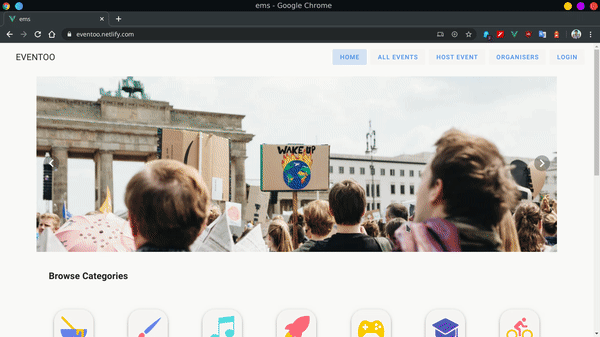 ems - Google Chrome
ems
eventoo.netlify.com
EVENTOO
HOME
ALL EVENTS
HOST EVENT
ORGANISERS
LOGIN
WAKE UP
Browse Categories